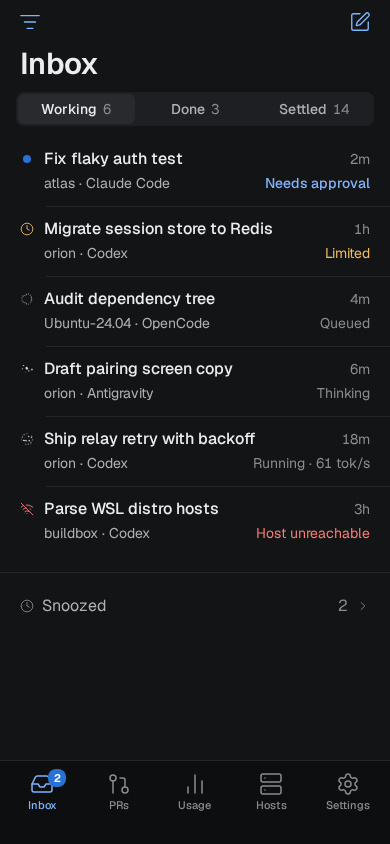 Inbox
Working 6 Done 3 Settled 14
Fix flaky auth test 2m
atlas · Claude Code Needs approval
Migrate session store to Redis 1h
orion · Codex Limited
Audit dependency tree 4m
Ubuntu-24.04 · OpenCode Queued
Draft pairing screen copy 6m
orion · Antigravity Thinking
Ship relay retry with backoff 18m
orion · Codex Running · 61 tok/s
Parse WSL distro hosts 3h
buildbox · Codex Host unreachable
Snoozed 2
2
Inbox PRs Usage Hosts Settings